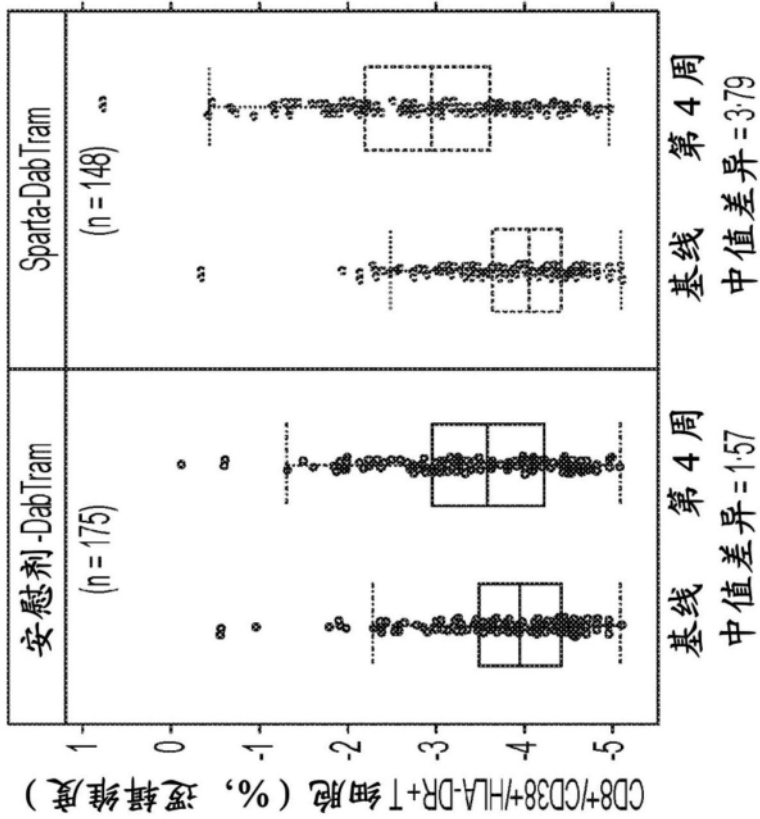 安慰剂-DabTram
Sparta-DabTram
(n = 175)
(n = 148)
1
0
-1
-2
-3
-4
-5
CD8+/CD38+/HLA-DR+T细胞（%, 逻辑维度）
基线 第4周
基线 第4周
中值差异=1·57
中值差异=3·79